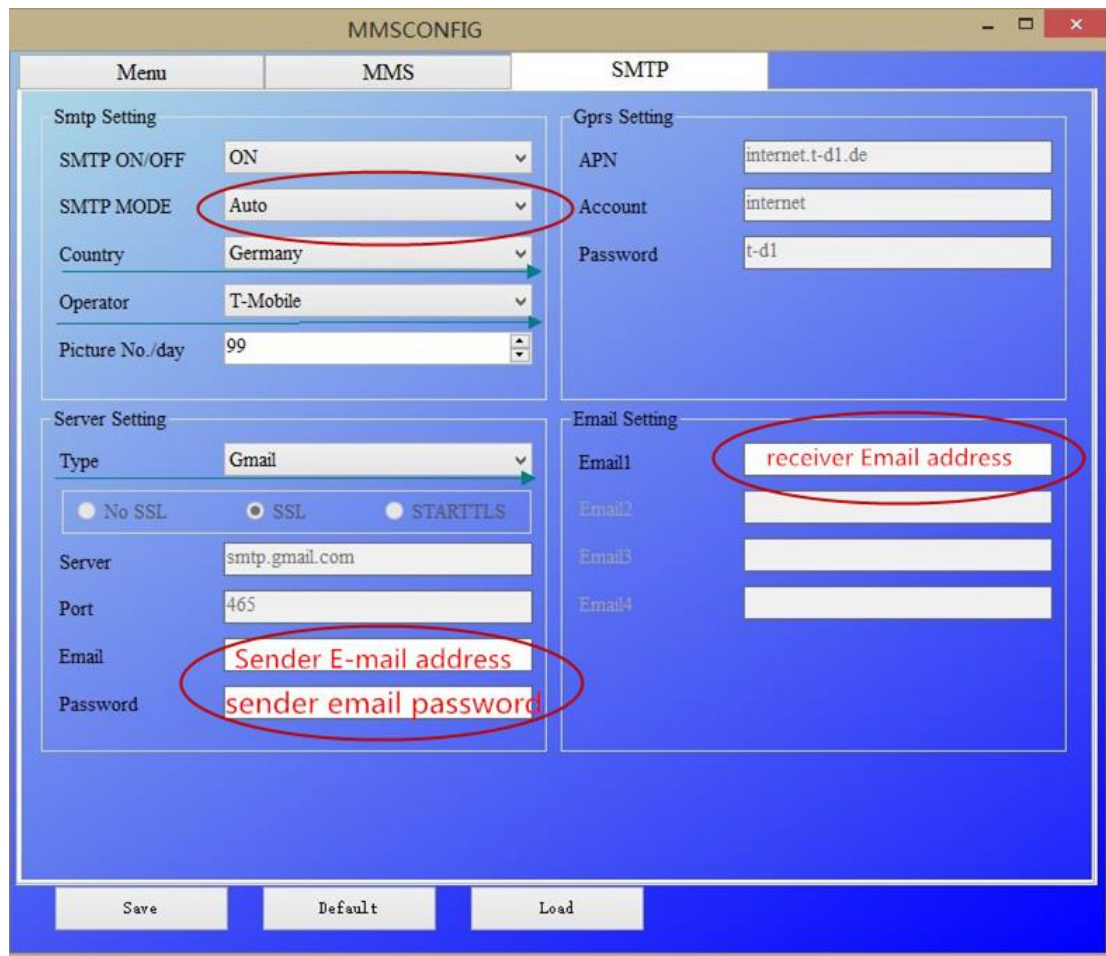 MMSCONFIG
Menu MMS SMTP
Smtp Setting
SMTP ON/OFF ON
SMTP MODE Auto
Country Germany
Operator T-Mobile
Picture No./day 99
Gprs Setting
APN internet.t-d1.de
Account internet
Password t-d1
Server Setting
Type Gmail
No SSL SSL STARTTLS
Server smtp.gmail.com
Port 465
Email Sender E-mail address
Password sender email password
Email Setting
Email1 receiver Email address
Email2
Email3
Email4
Save Default Load